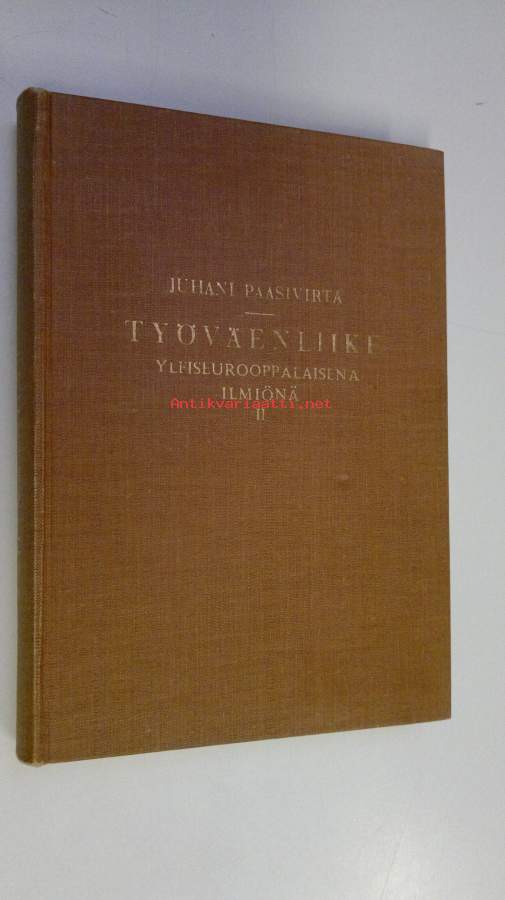 JUHANI PAASIVIRTA
TYÖVÄENLIIKE
YLEISEUROOPPALAISENA
ILMIÖNÄ
Antikvariaatti.net
II